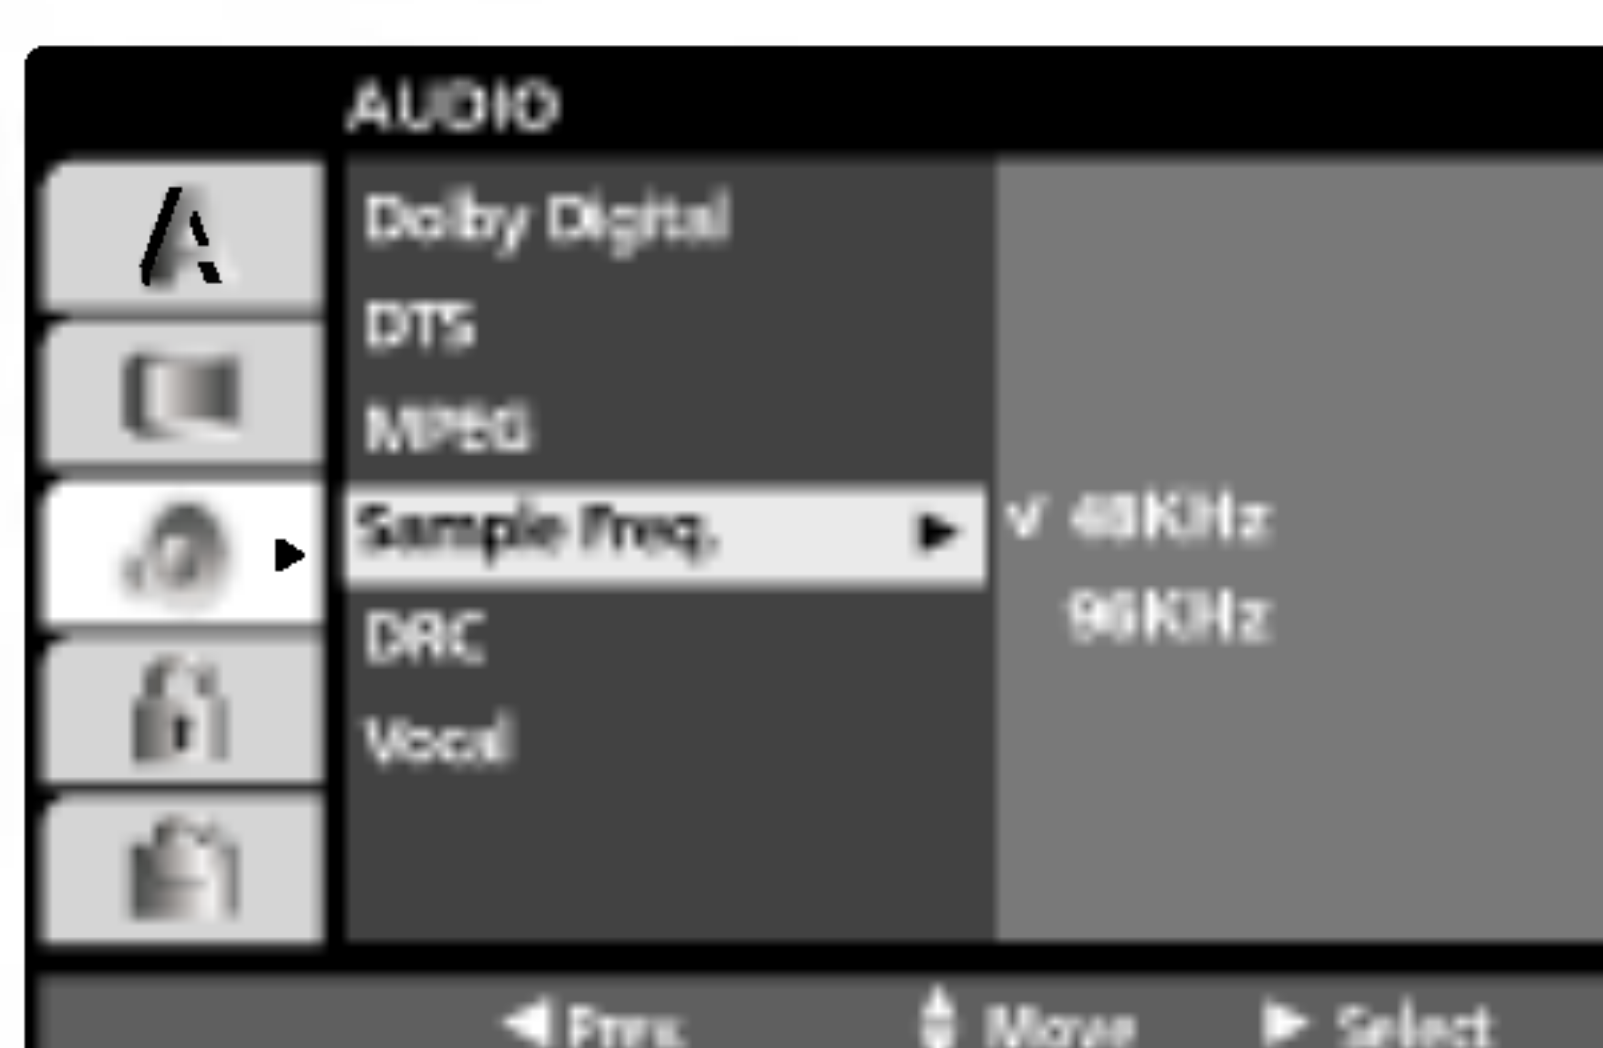 AUDIO
Dolby Digital
DTS
MPEG
Sample Freq. ► ✓ 48KHz
96KHz
DRC
Vocal
◄ Prev. Move ► Select